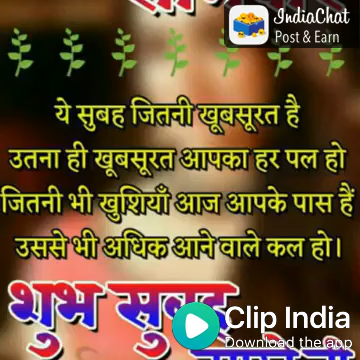 IndiaChat
Post & Earn
ये सुबह जितनी खूबसूरत है
उतना ही खूबसूरत आपका हर पल हो
जितनी भी खुशियाँ आज आपके पास हैं
उससे भी अधिक आने वाले कल हो।
शुभ सुबह
Clip India
Download the app